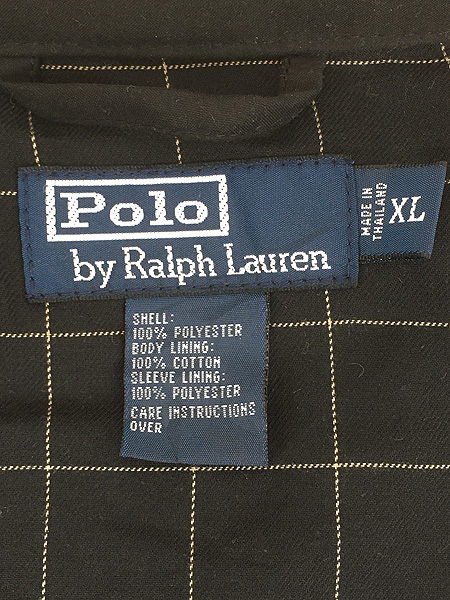 Polo
by Ralph Lauren
MADE IN
THAILAND
XL
SHELL:
100% POLYESTER
BODY LINING:
100% COTTON
SLEEVE LINING:
100% POLYESTER
CARE INSTRUCTIONS
OVER